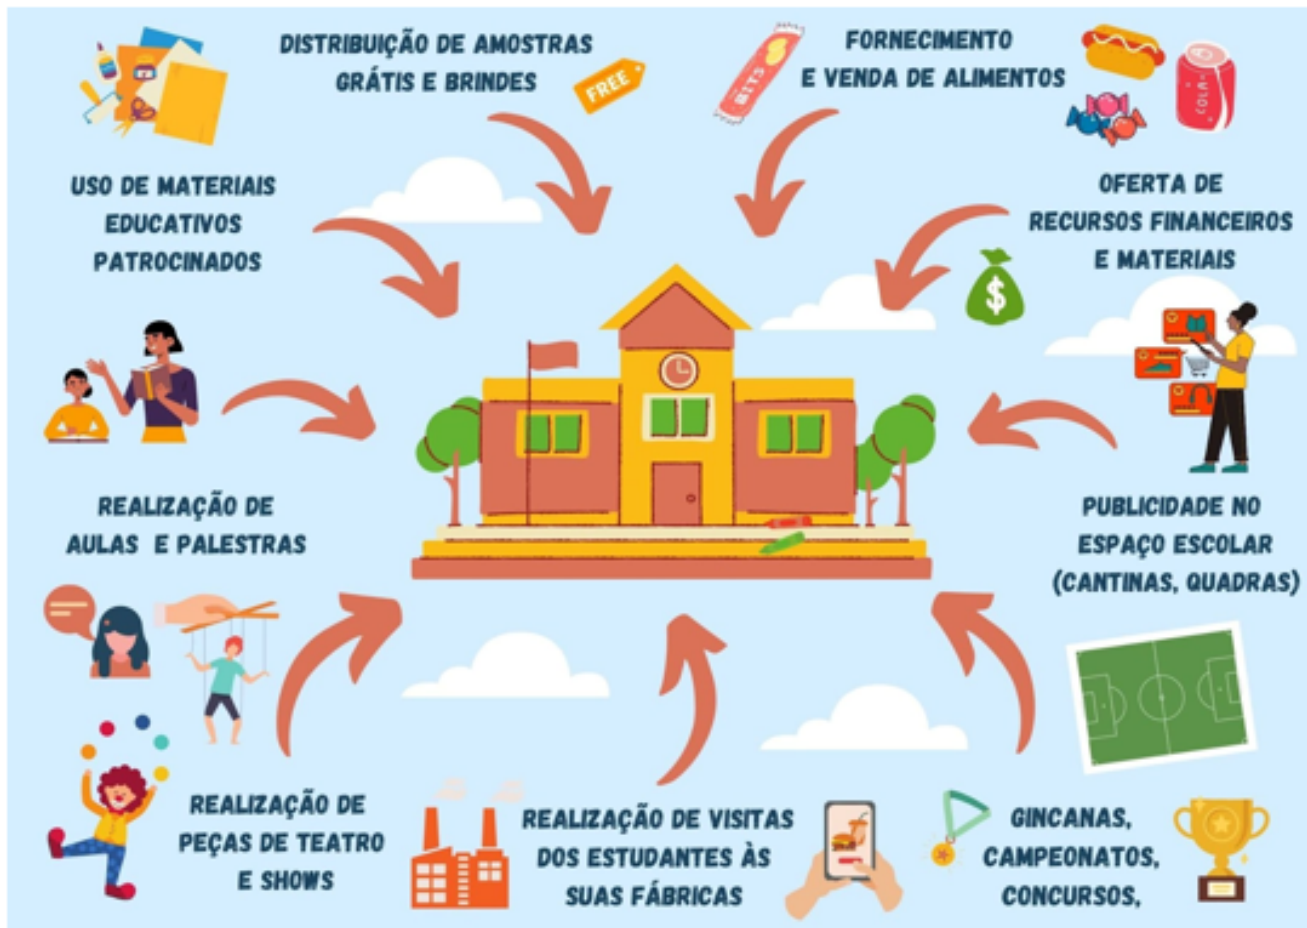 DISTRIBUIÇÃO DE AMOSTRAS
GRÁTIS E BRINDES
FREE
BITS
FORNECIMENTO
E VENDA DE ALIMENTOS
COLA
USO DE MATERIAIS
EDUCATIVOS
PATROCINADOS
OFERTA DE
RECURSOS FINANCEIROS
E MATERIAIS
$
REALIZAÇÃO DE
AULAS E PALESTRAS
PUBLICIDADE NO
ESPAÇO ESCOLAR
(CANTINAS, QUADRAS)
REALIZAÇÃO DE
PEÇAS DE TEATRO
E SHOWS
REALIZAÇÃO DE VISITAS
DOS ESTUDANTES ÀS
SUAS FÁBRICAS
GINCANAS,
CAMPEONATOS,
CONCURSOS,